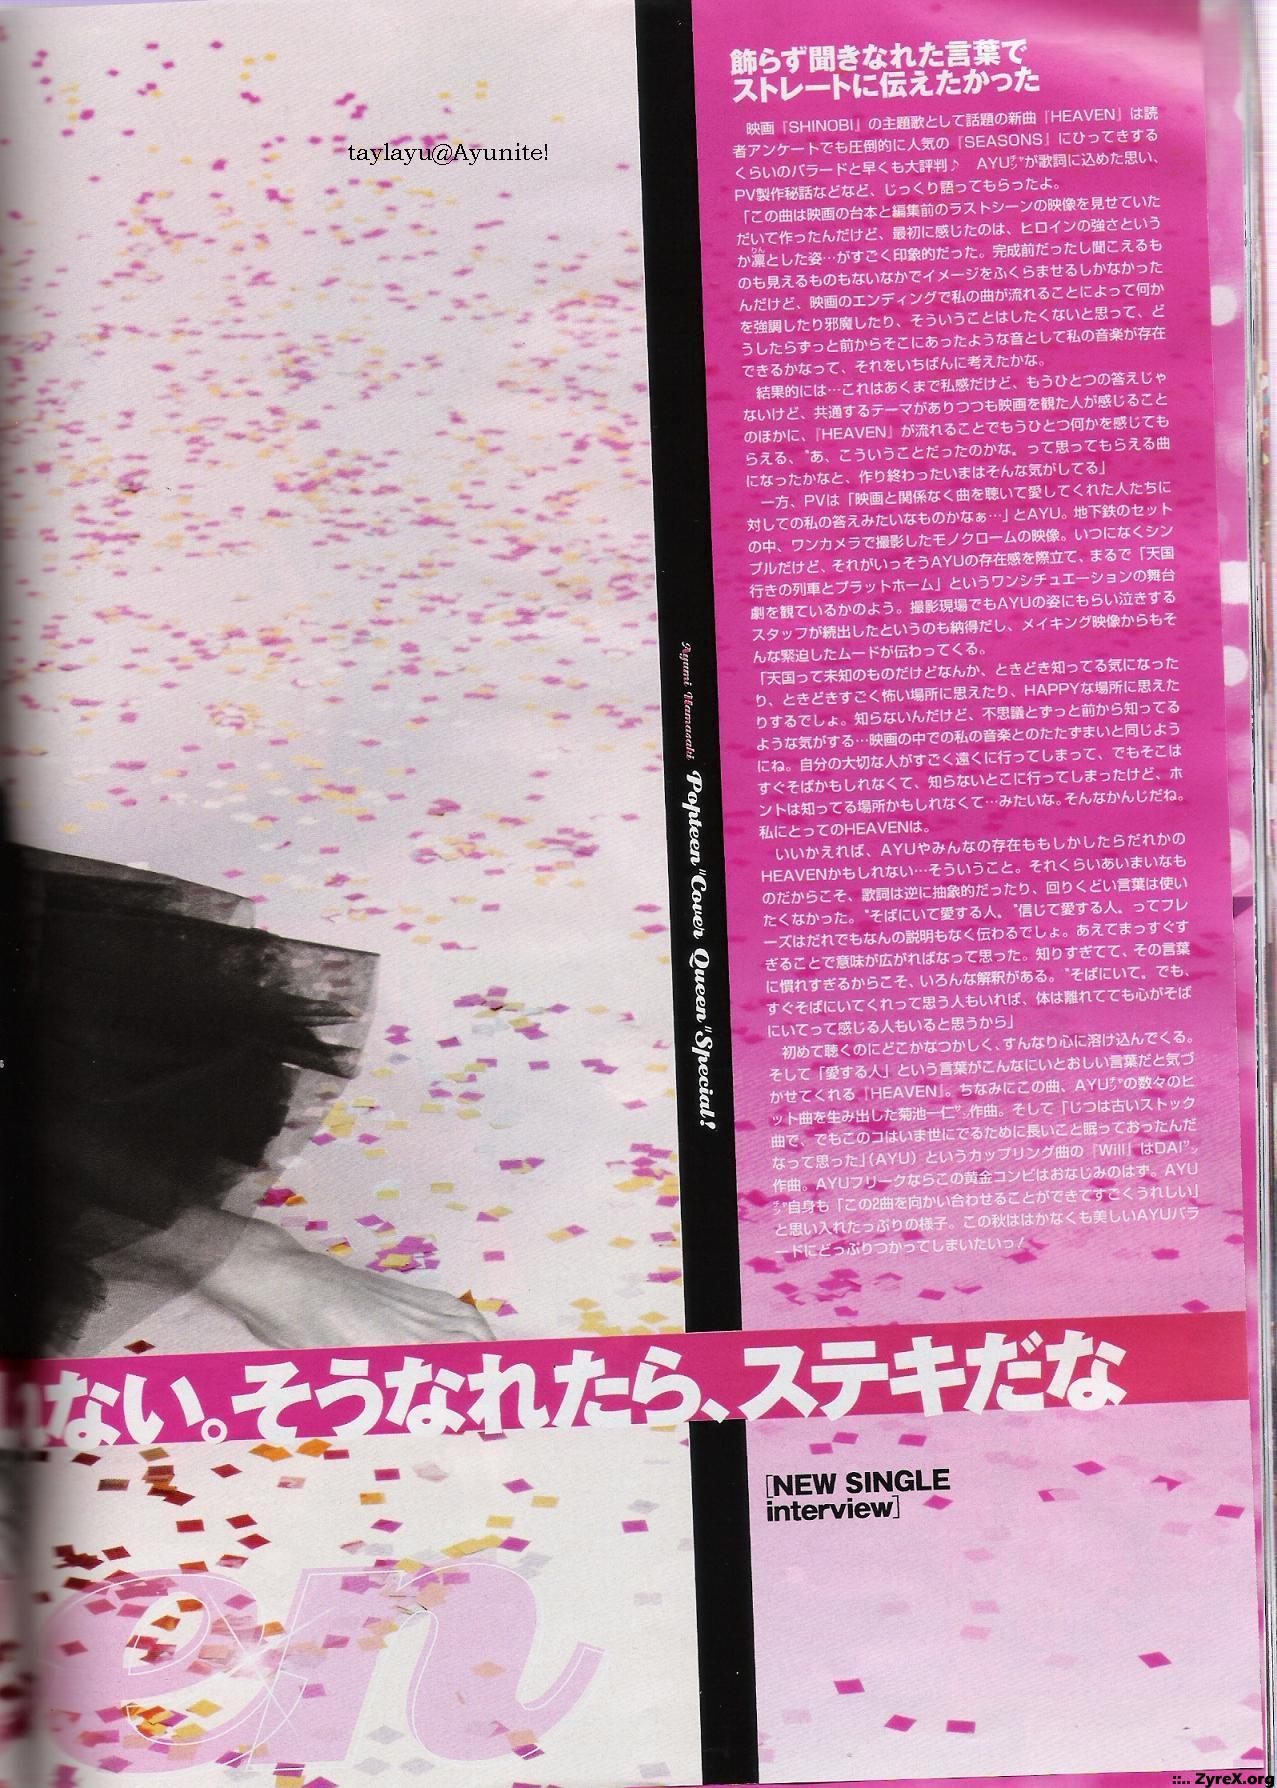 taylayu@Ayunite!
飾らず聞きなれた言葉で
ストレートに伝えたかった
映画『SHINOBI』の主題歌として話題の新曲『HEAVEN』は読
者アンケートでも圧倒的に人気の『SEASONS』にひってきする
くらいのバラードと早くも大評判♪ AYUﾁｬﾝが歌詞に込めた思い、
PV製作秘話などなど、じっくり語ってもらったよ。
「この曲は映画の台本と編集前のラストシーンの映像を見せていた
だいて作ったんだけど、最初に感じたのは、ヒロインの強さという
か凛とした姿…がすごく印象的だった。完成前だったし聞こえるも
のも見えるものもないなかでイメージをふくらませるしかなかった
んだけど、映画のエンディングで私の曲が流れることによって何か
を強調したり邪魔したり、そういうことはしたくないと思って、ど
うしたらずっと前からそこにあったような音として私の音楽が存在
できるかなって、それをいちばんに考えたかな。
結果的には…これはあくまで私感だけど、もうひとつの答えじゃ
ないけど、共通するテーマがありつつも映画を観た人が感じること
のほかに、『HEAVEN』が流れることでもうひとつ何かを感じても
らえる、〝あ、こういうことだったのかな〟って思ってもらえる曲
になったかなと、作り終わったいまはそんな気がしてる」
一方、PVは「映画と関係なく曲を聴いて愛してくれた人たちに
対しての私の答えみたいなものかなぁ…」とAYU。地下鉄のセット
の中、ワンカメラで撮影したモノクロームの映像。いつになくシン
プルだけど、それがいっそうAYUの存在感を際立て、まるで「天国
行きの列車とプラットホーム」というワンシチュエーションの舞台
劇を観ているかのよう。撮影現場でもAYUの姿にもらい泣きする
スタッフが続出したというのも納得だし、メイキング映像からもそ
んな緊迫したムードが伝わってくる。
「天国って未知のものだけどなんか、ときどき知ってる気になった
り、ときどきすごく怖い場所に思えたり、HAPPYな場所に思えた
りするでしょ。知らないんだけど、不思議とずっと前から知ってる
ような気がする…映画の中での私の音楽とのたたずまいと同じよう
にね。自分の大切な人がすごく遠くに行ってしまって、でもそこは
すぐそばかもしれなくて、知らないとこに行ってしまったけど、ホ
ントは知ってる場所かもしれなくて…みたいな。そんなかんじだね。
私にとってのHEAVENは。
いいかえれば、AYUやみんなの存在ももしかしたらだれかの
HEAVENかもしれない…そういうこと。それくらいあいまいなも
のだからこそ、歌詞は逆に抽象的だったり、回りくどい言葉は使い
たくなかった。〝そばにいて愛する人〟〝信じて愛する人〟ってフレ
ーズはだれでもなんの説明もなく伝わるでしょ。あえてまっすぐす
ぎることで意味が広がればなって思った。知りすぎてて、その言葉
に慣れすぎるからこそ、いろんな解釈がある。〝そばにいて〟でも、
すぐそばにいてくれって思う人もいれば、体は離れてても心がそば
にいてって感じる人もいると思うから」
初めて聴くのにどこかなつかしく、すんなり心に溶け込んでくる。
そして「愛する人」という言葉がこんなにいとおしい言葉だと気づ
かせてくれる『HEAVEN』。ちなみにこの曲、AYUﾁｬﾝの数々のヒ
ット曲を生み出した菊池一仁ｻﾝ作曲。そして「じつは古いストック
曲で、でもこのコはいま世にでるために長いこと眠っておったんだ
なって思った」(AYU)というカップリング曲の『Will』はDAIｻﾝ
作曲。AYUフリークならこの黄金コンビはおなじみのはず。AYU
ﾁｬﾝ自身も「この2曲を向かい合わせることができてすごくうれしい」
と思い入れたっぷりの様子。この秋ははかなくも美しいAYUバラ
ードにどっぷりつかってしまいたいっ!
Ayumi Hamasaki Popteen "Cover Queen" Special!
ない。そうなれたら、ステキだな
[NEW SINGLE
interview]
en
::.. ZyreX.org